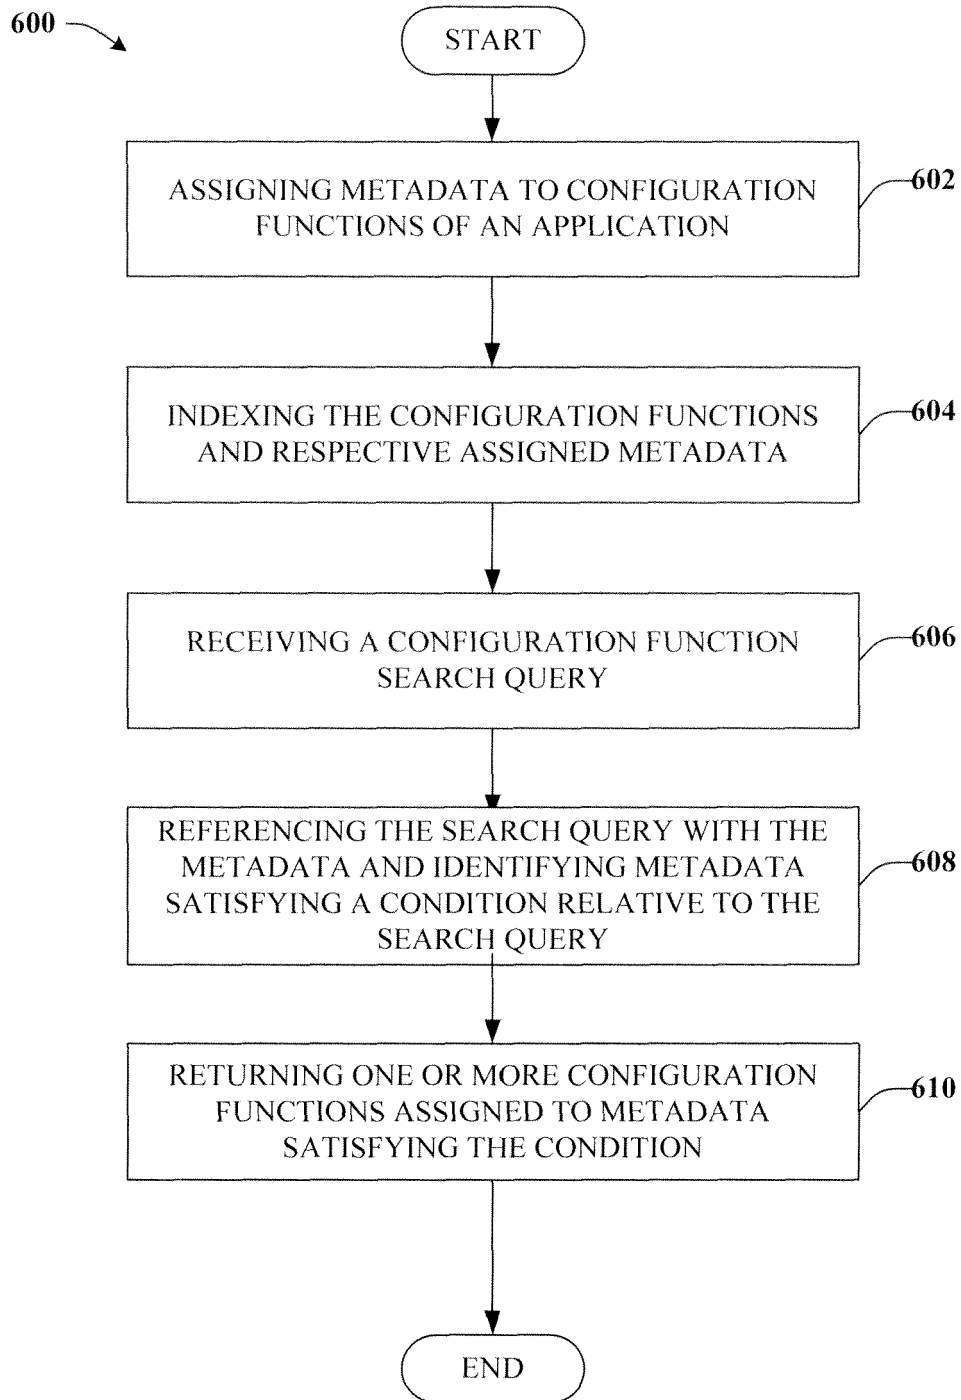 600
START
ASSIGNING METADATA TO CONFIGURATION
FUNCTIONS OF AN APPLICATION
602
INDEXING THE CONFIGURATION FUNCTIONS
AND RESPECTIVE ASSIGNED METADATA
604
RECEIVING A CONFIGURATION FUNCTION
SEARCH QUERY
606
REFERENCING THE SEARCH QUERY WITH THE
METADATA AND IDENTIFYING METADATA
SATISFYING A CONDITION RELATIVE TO THE
SEARCH QUERY
608
RETURNING ONE OR MORE CONFIGURATION
FUNCTIONS ASSIGNED TO METADATA
SATISFYING THE CONDITION
610
END